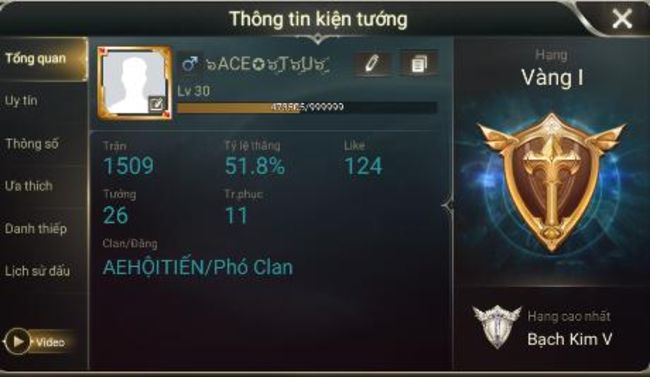 Thông tin kiện tướng
Tổng quan
Uy tín
Thông số
Ưa thích
Danh thiếp
Lịch sử đấu
Video
ACE✪
Lv 30
/999999
Trận
Tỷ lệ thắng
Like
1509
51.8%
124
Tướng
Tr.phục
26
11
Clan/Đẳng
AEHỘITIẾN/Phó Clan
Hạng
Vàng I
Hạng cao nhất
Bạch Kim V